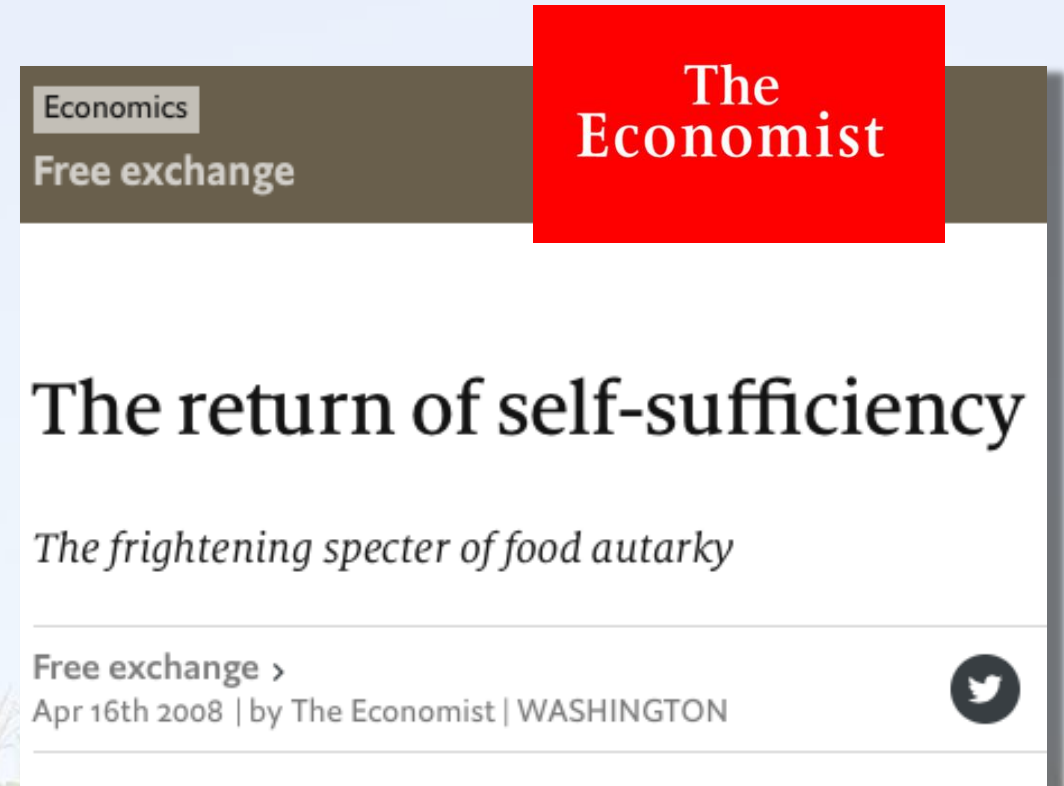 The
Economist
Economics
Free exchange
The return of self-sufficiency
The frightening specter of food autarky
Free exchange ›
Apr 16th 2008 | by The Economist | WASHINGTON